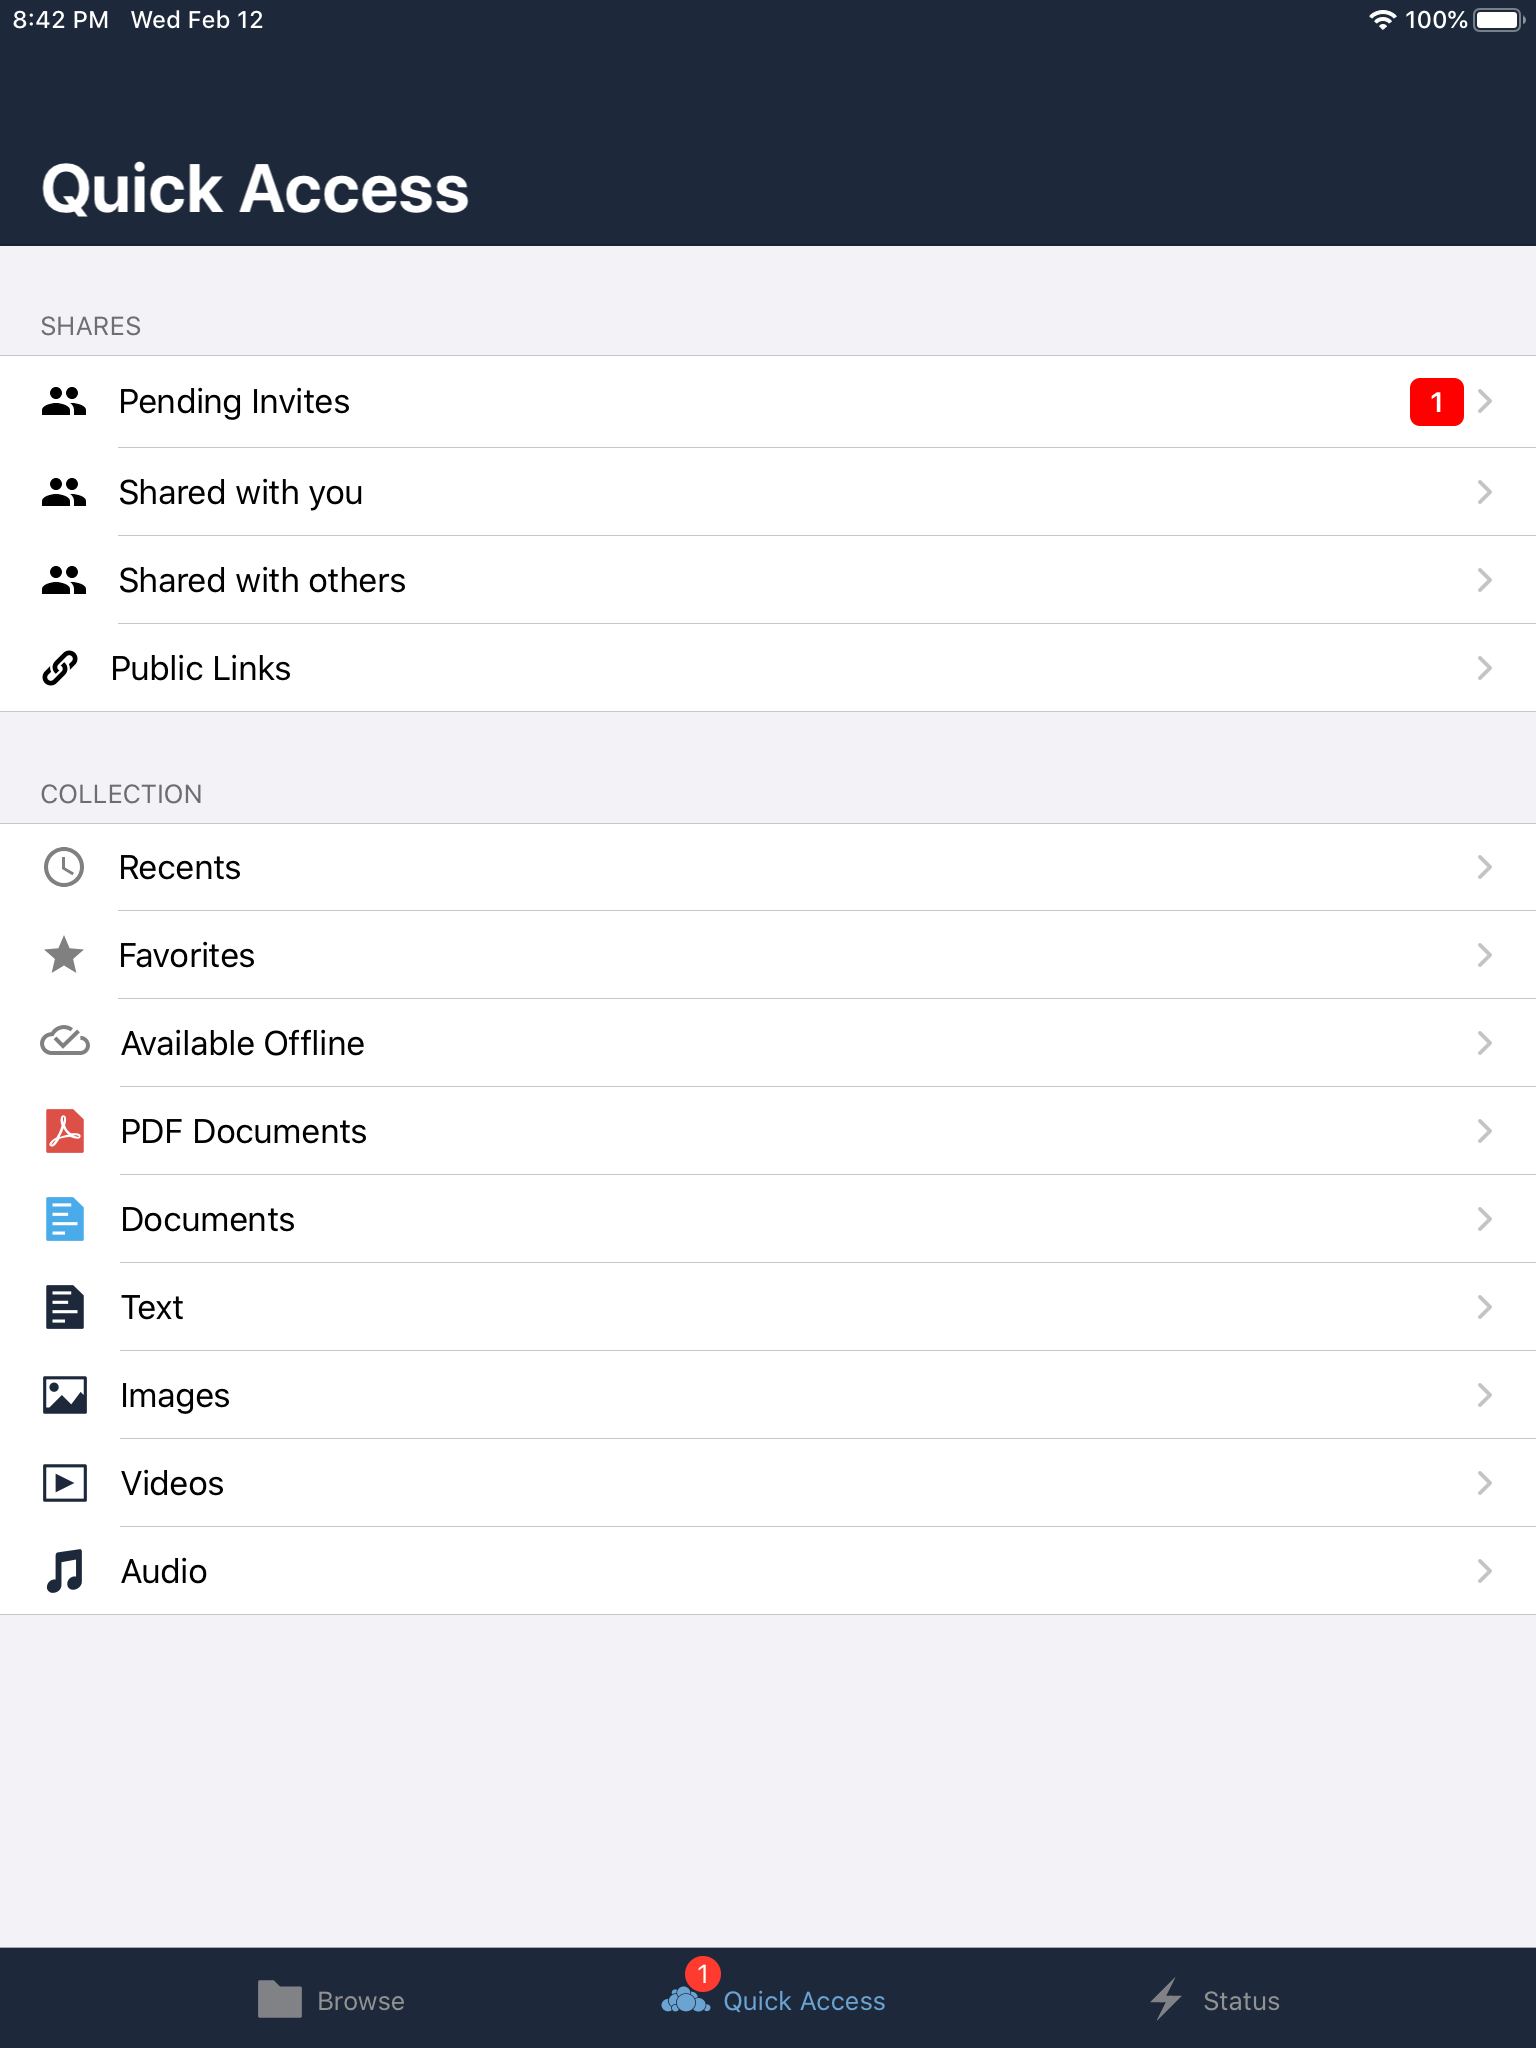 8:42 PM Wed Feb 12 100%
Quick Access
SHARES
Pending Invites 1
Shared with you
Shared with others
Public Links
COLLECTION
Recents
Favorites
Available Offline
PDF Documents
Documents
Text
Images
Videos
Audio
1
Browse Quick Access Status